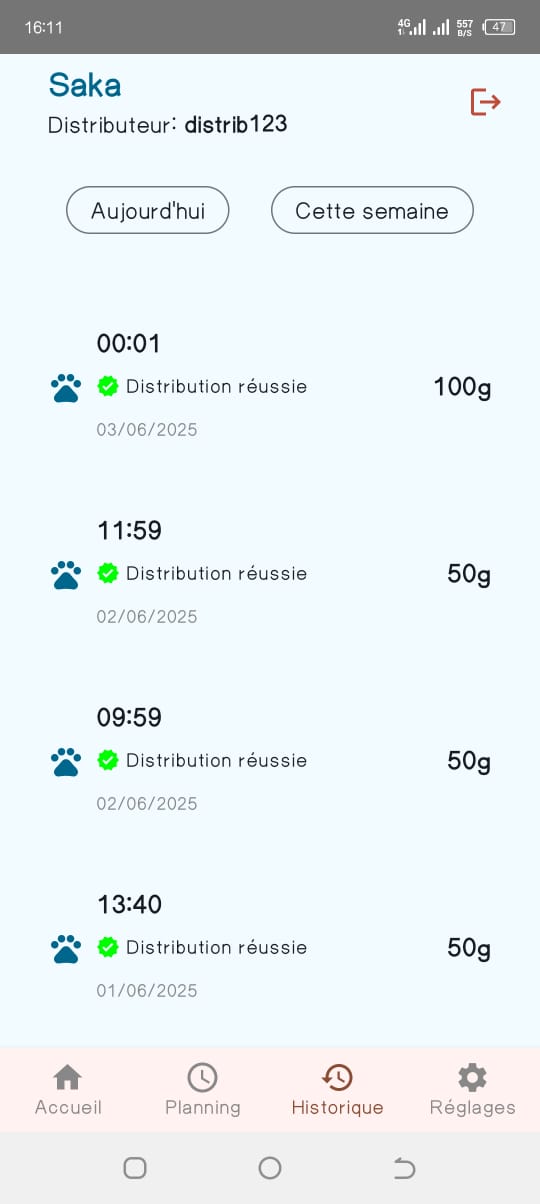 16:11
4G
557
B/S
47
Saka
Distributeur: distrib123
Aujourd'hui
Cette semaine
00:01
Distribution réussie
100g
03/06/2025
11:59
Distribution réussie
50g
02/06/2025
09:59
Distribution réussie
50g
02/06/2025
13:40
Distribution réussie
50g
01/06/2025
Accueil
Planning
Historique
Réglages